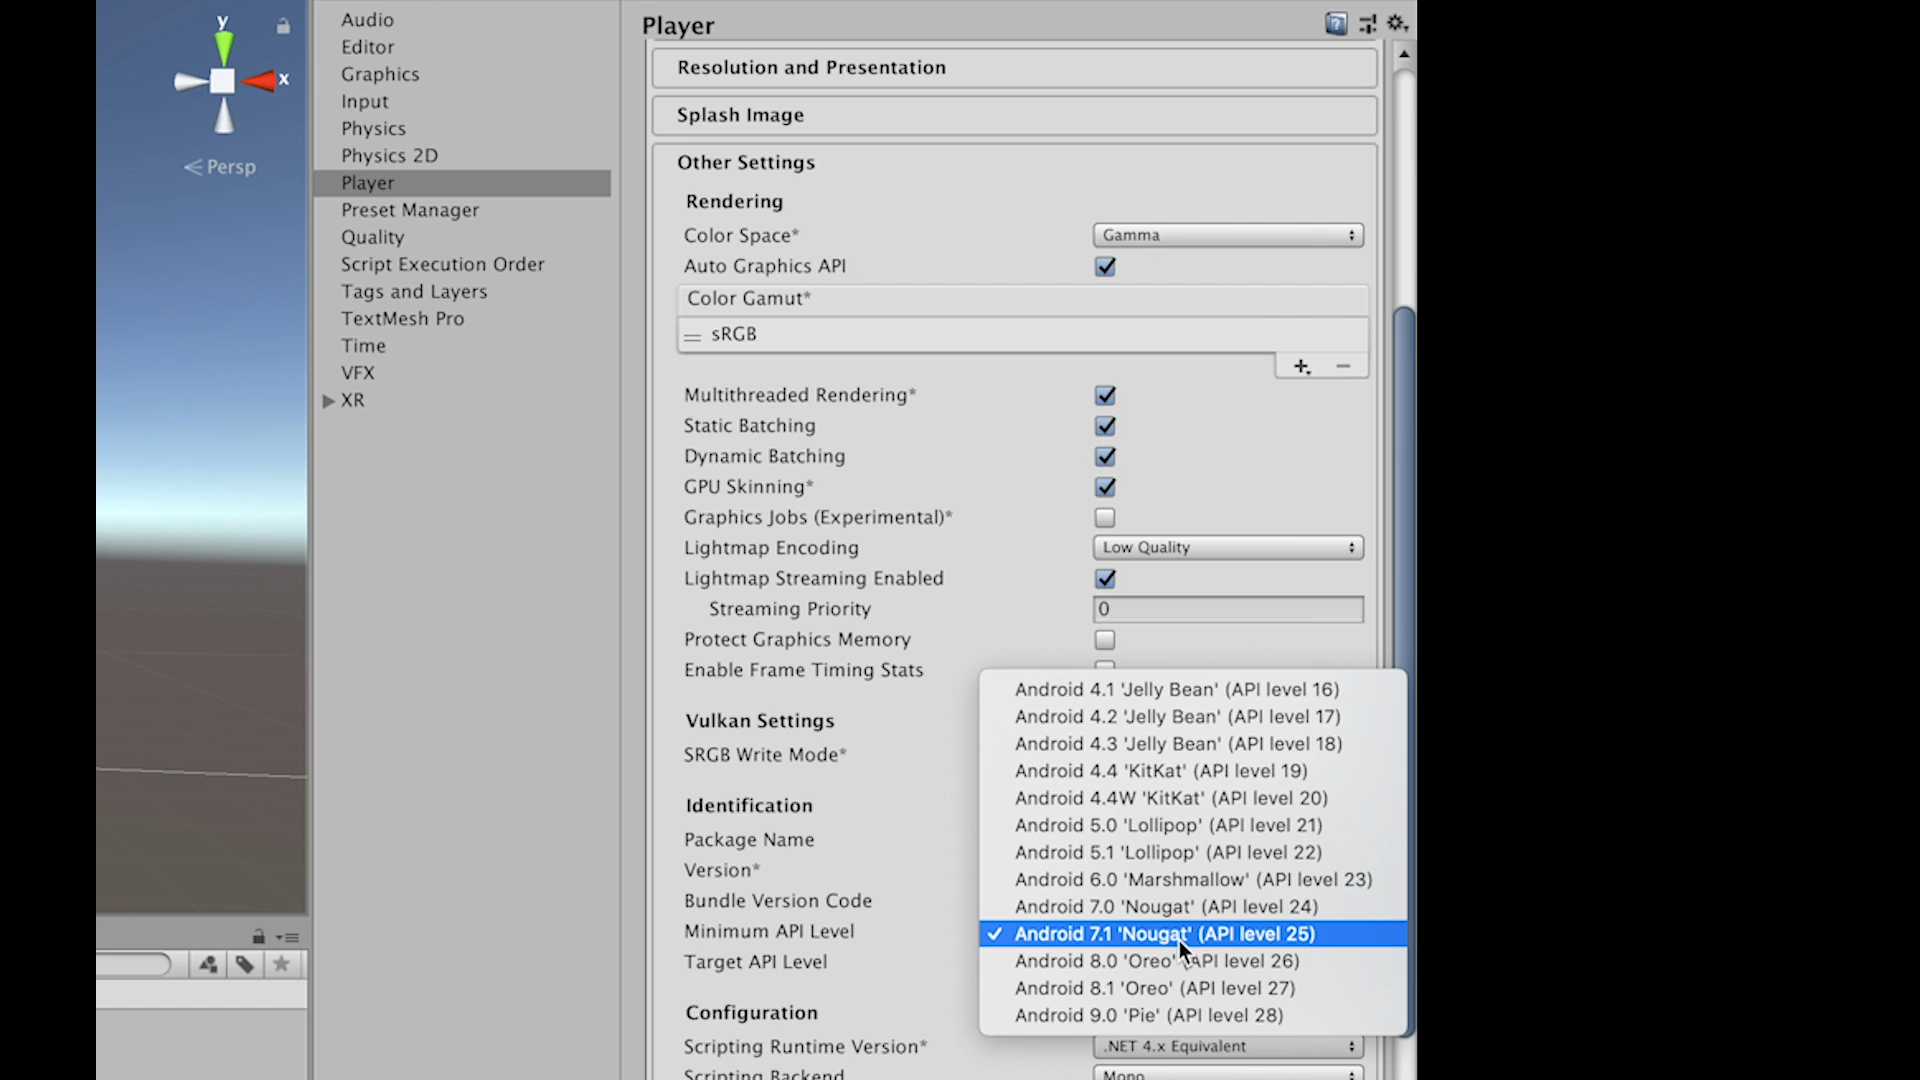 y
x
Persp
Audio
Editor
Graphics
Input
Physics
Physics 2D
Player
Preset Manager
Quality
Script Execution Order
Tags and Layers
TextMesh Pro
Time
VFX
XR
Player
Resolution and Presentation
Splash Image
Other Settings
Rendering
Color Space* Gamma
Auto Graphics API
Color Gamut*
sRGB
Multithreaded Rendering*
Static Batching
Dynamic Batching
GPU Skinning*
Graphics Jobs (Experimental)*
Lightmap Encoding Low Quality
Lightmap Streaming Enabled
Streaming Priority 0
Protect Graphics Memory
Enable Frame Timing Stats
Vulkan Settings
SRGB Write Mode*
Identification
Package Name
Version*
Bundle Version Code
Minimum API Level
Target API Level
Android 4.1 'Jelly Bean' (API level 16)
Android 4.2 'Jelly Bean' (API level 17)
Android 4.3 'Jelly Bean' (API level 18)
Android 4.4 'KitKat' (API level 19)
Android 4.4W 'KitKat' (API level 20)
Android 5.0 'Lollipop' (API level 21)
Android 5.1 'Lollipop' (API level 22)
Android 6.0 'Marshmallow' (API level 23)
Android 7.0 'Nougat' (API level 24)
Android 7.1 'Nougat' (API level 25)
Android 8.0 'Oreo' (API level 26)
Android 8.1 'Oreo' (API level 27)
Android 9.0 'Pie' (API level 28)
Configuration
Scripting Runtime Version* .NET 4.x Equivalent
Scripting Backend Mono